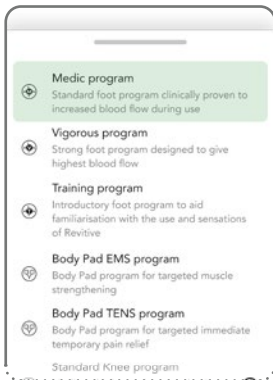 Medic program
Standard foot program clinically proven to
increased blood flow during use
Vigorous program
Strong foot program designed to give
highest blood flow
Training program
Introductory foot program to aid
familiarisation with the use and sensations
of Revitive
Body Pad EMS program
Body Pad program for targeted muscle
strengthening
Body Pad TENS program
Body Pad program for targeted immediate
temporary pain relief
Standard Knee program